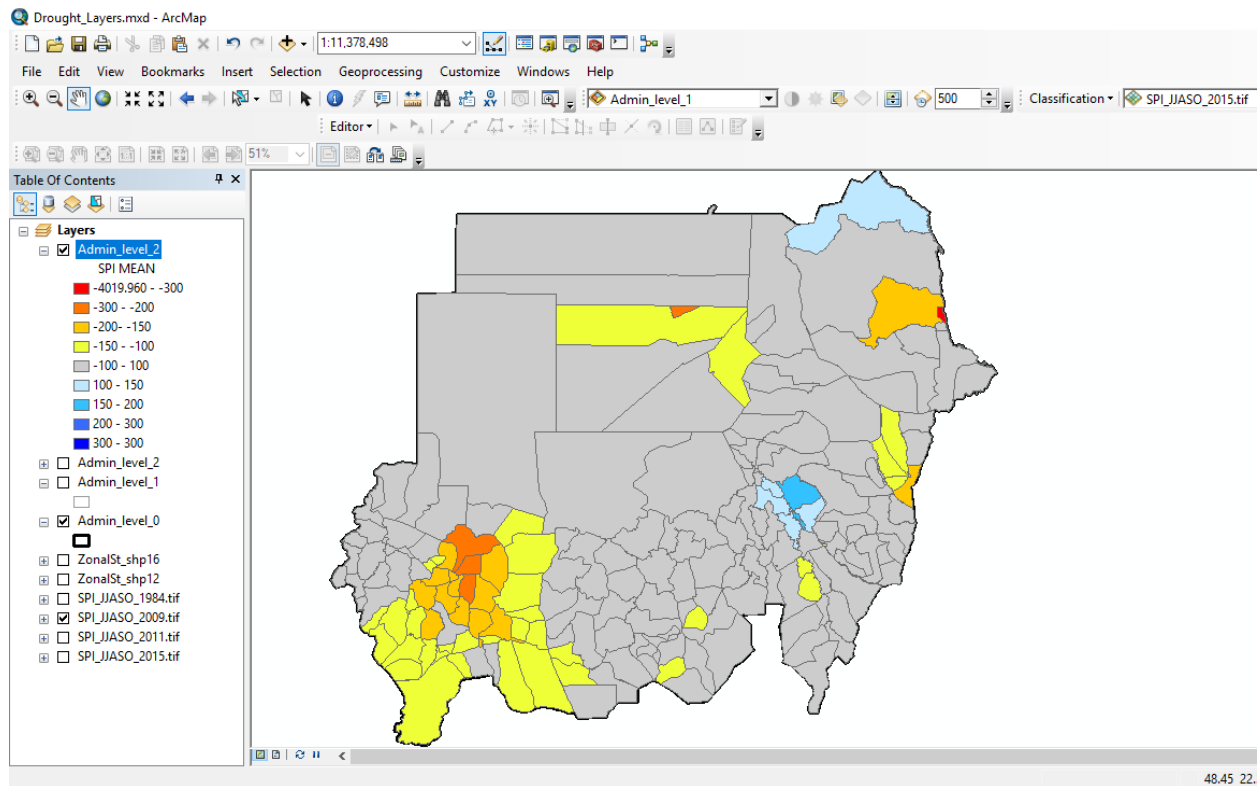 Drought_Layers.mxd - ArcMap
1:11,378,498
File Edit View Bookmarks Insert Selection Geoprocessing Customize Windows Help
Admin_level_1 500 Classification SPI_JJASO_2015.tif
Editor
51%
Table Of Contents
Layers
Admin_level_2
SPI MEAN
-4019.960 - -300
-300 - -200
-200- -150
-150 - -100
-100 - 100
100 - 150
150 - 200
200 - 300
300 - 300
Admin_level_2
Admin_level_1
Admin_level_0
ZonalSt_shp16
ZonalSt_shp12
SPI_JJASO_1984.tif
SPI_JJASO_2009.tif
SPI_JJASO_2011.tif
SPI_JJASO_2015.tif
48.45 22.